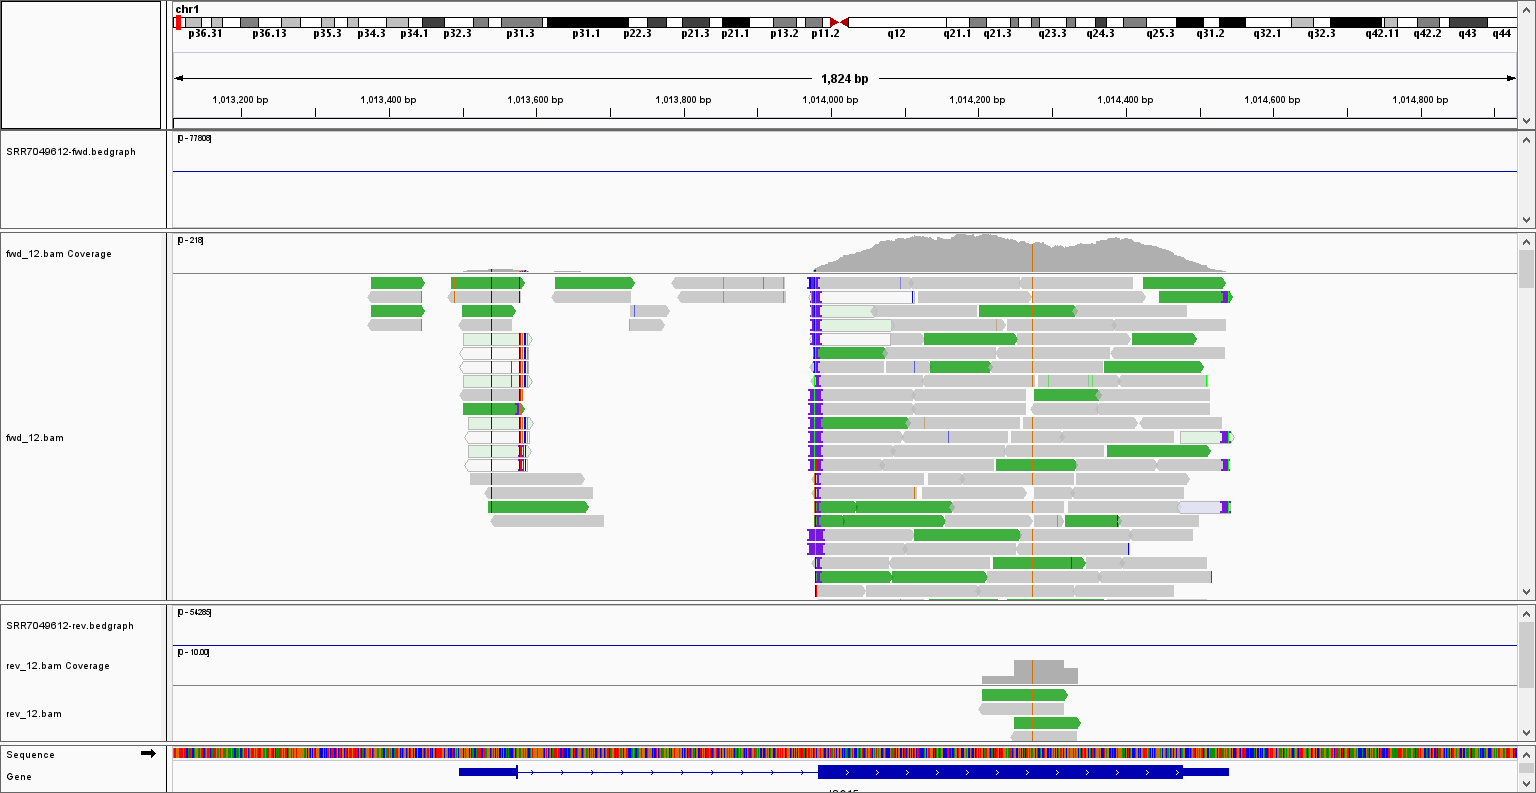 chr1
p36.31 p36.13 p35.3 p34.3 p34.1 p32.3 p31.3 p31.1 p22.3 p21.3 p21.1 p13.2 p11.2 q12 q21.1 q21.3 q23.3 q24.3 q25.3 q31.2 q32.1 q32.3 q42.11 q42.2 q43 q44
1,824 bp
1,013,200 bp 1,013,400 bp 1,013,600 bp 1,013,800 bp 1,014,000 bp 1,014,200 bp 1,014,400 bp 1,014,600 bp 1,014,800 bp
[0 - 77808]
SRR7049612-fwd.bedgraph
[0 - 218]
fwd_12.bam Coverage
fwd_12.bam
[0 - 54285]
SRR7049612-rev.bedgraph
[0 - 10.00]
rev_12.bam Coverage
rev_12.bam
Sequence
Gene